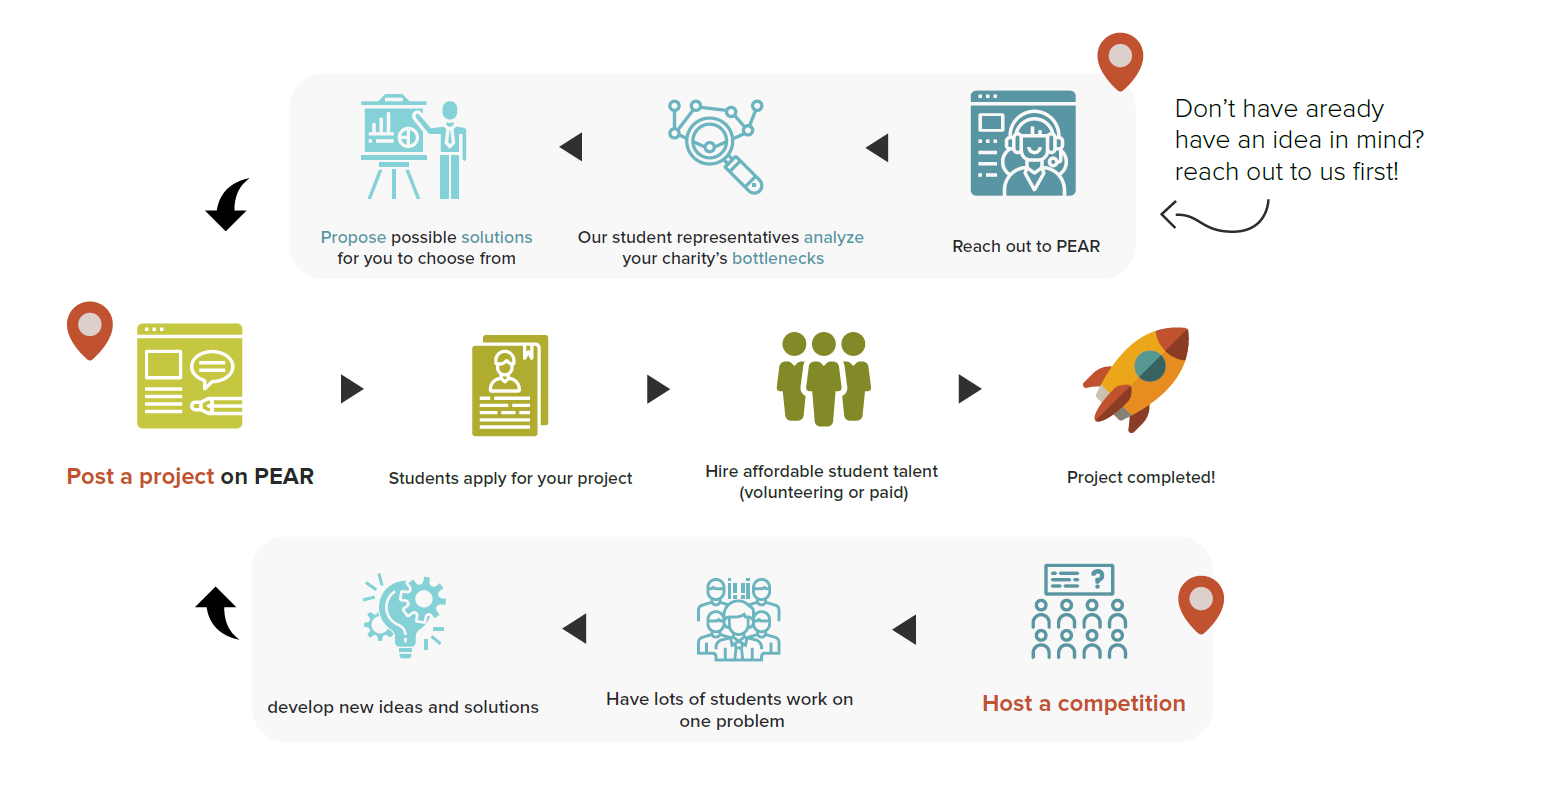 Don't have aready
have an idea in mind?
reach out to us first!
Propose possible solutions
for you to choose from
Our student representatives analyze
your charity's bottlenecks
Reach out to PEAR
Post a project on PEAR
Students apply for your project
Hire affordable student talent
(volunteering or paid)
Project completed!
develop new ideas and solutions
Have lots of students work on
one problem
?
Host a competition